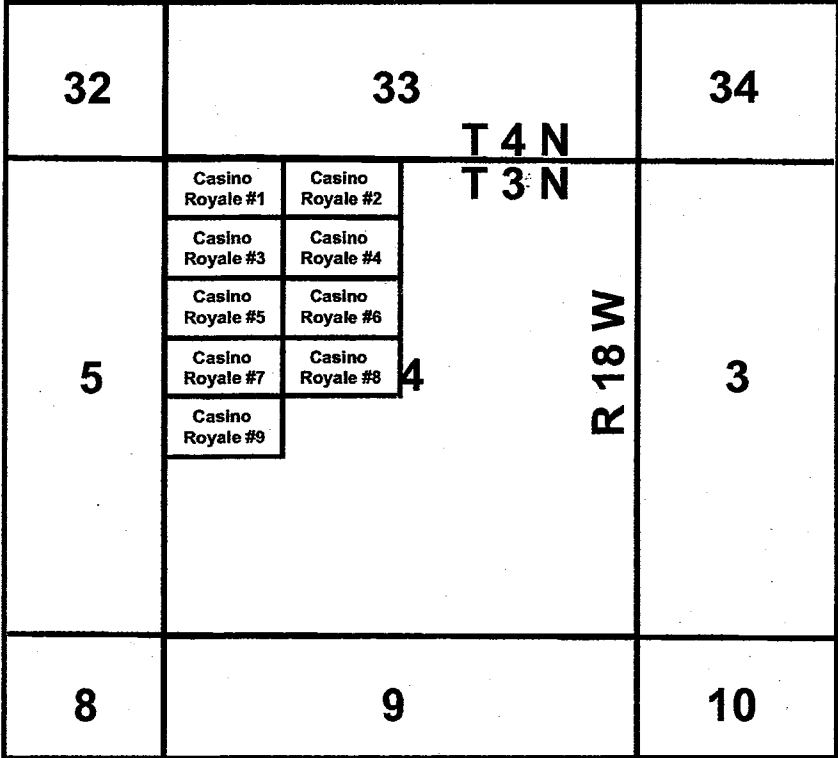 32
33
34
T 4 N
T 3 N
Casino
Royale #1
Casino
Royale #2
Casino
Royale #3
Casino
Royale #4
Casino
Royale #5
Casino
Royale #6
Casino
Royale #7
Casino
Royale #8
Casino
Royale #9
5
4
R 18 W
3
8
9
10